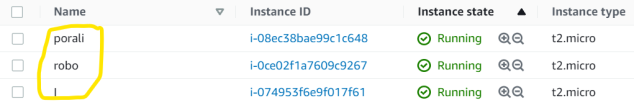 Name Instance ID Instance state Instance type
porali i-08ec38bae99c1c648 Running t2.micro
robo i-0ce02f1a7609c9267 Running t2.micro
i-074953f6e9f017f61 Running t2.micro